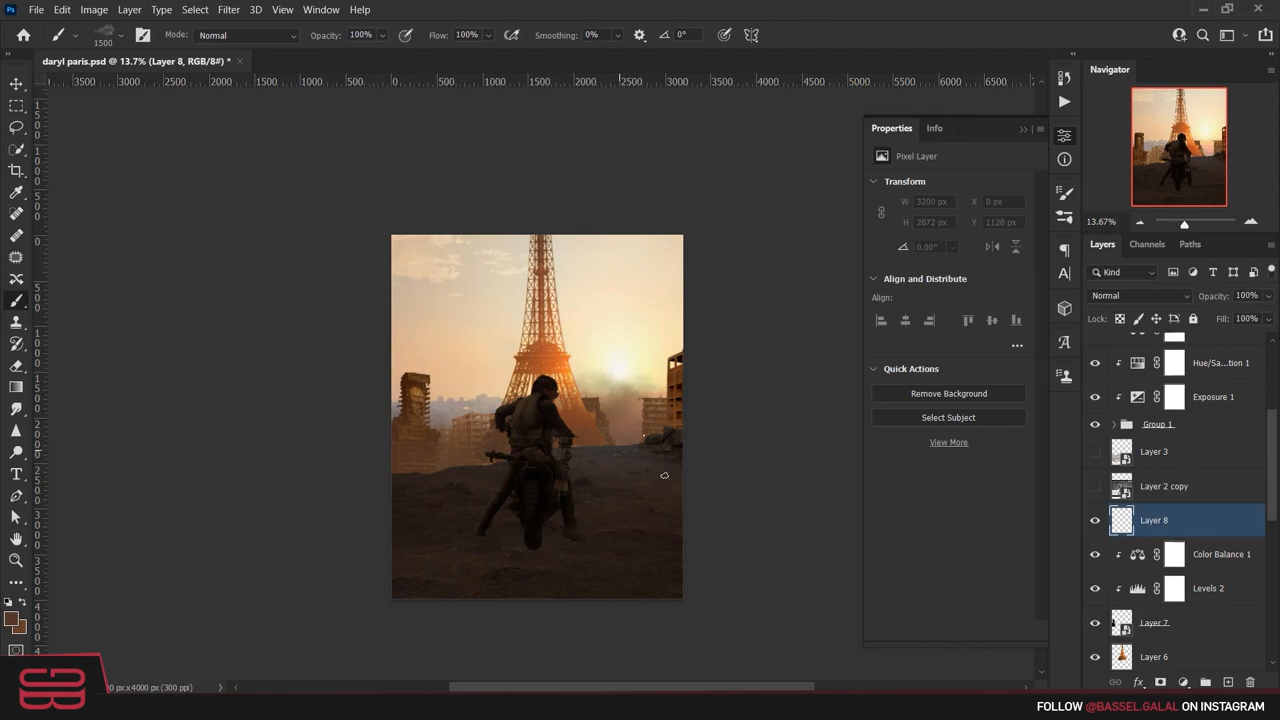 Ps File Edit Image Layer Type Select Filter 3D View Window Help
1500 Mode: Normal Opacity: 100% Flow: 100% Smoothing: 0% 0°
daryl paris.psd @ 13.7% (Layer 8, RGB/8#) *
3500 3000 2500 2000 1500 1000 500 0 500 1000 1500 2000 2500 3000 3500 4000 4500 5000 5500 6000 6500
Navigator
13.67%
Properties Info
Pixel Layer
Transform
W 3200 px X 0 px
H 2872 px Y 1128 px
0.00°
Align and Distribute
Align:
Quick Actions
Remove Background
Select Subject
View More
Layers Channels Paths
Kind
Normal Opacity: 100%
Lock: Fill: 100%
Hue/Sa...tion 1
Exposure 1
Group 1
Layer 3
Layer 2 copy
Layer 8
Color Balance 1
Levels 2
Layer 7
Layer 6
0 px x 4000 px (300 ppi)
FOLLOW @BASSEL.GALAL ON INSTAGRAM